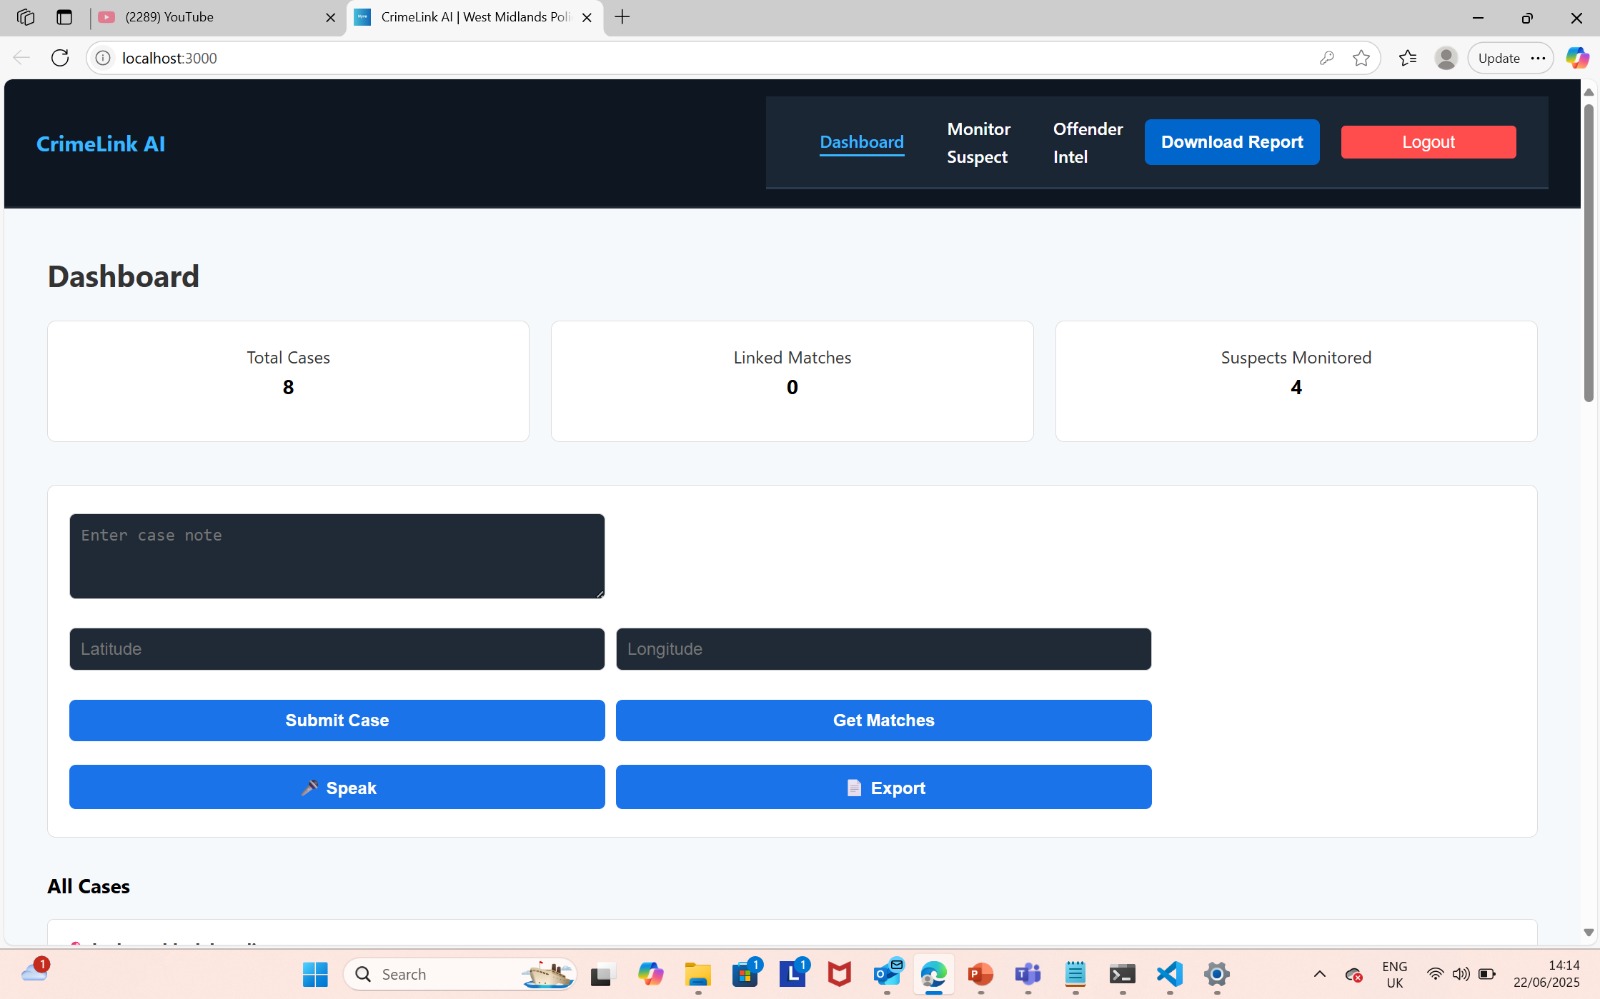 (2289) YouTube
CrimeLink AI | West Midlands Poli
localhost:3000
Update
CrimeLink AI
Dashboard
Monitor
Suspect
Offender
Intel
Download Report
Logout
Dashboard
Total Cases
8
Linked Matches
0
Suspects Monitored
4
Enter case note
Latitude
Longitude
Submit Case
Get Matches
Speak
Export
All Cases
1
Search
1
1
ENG
UK
14:14
22/06/2025